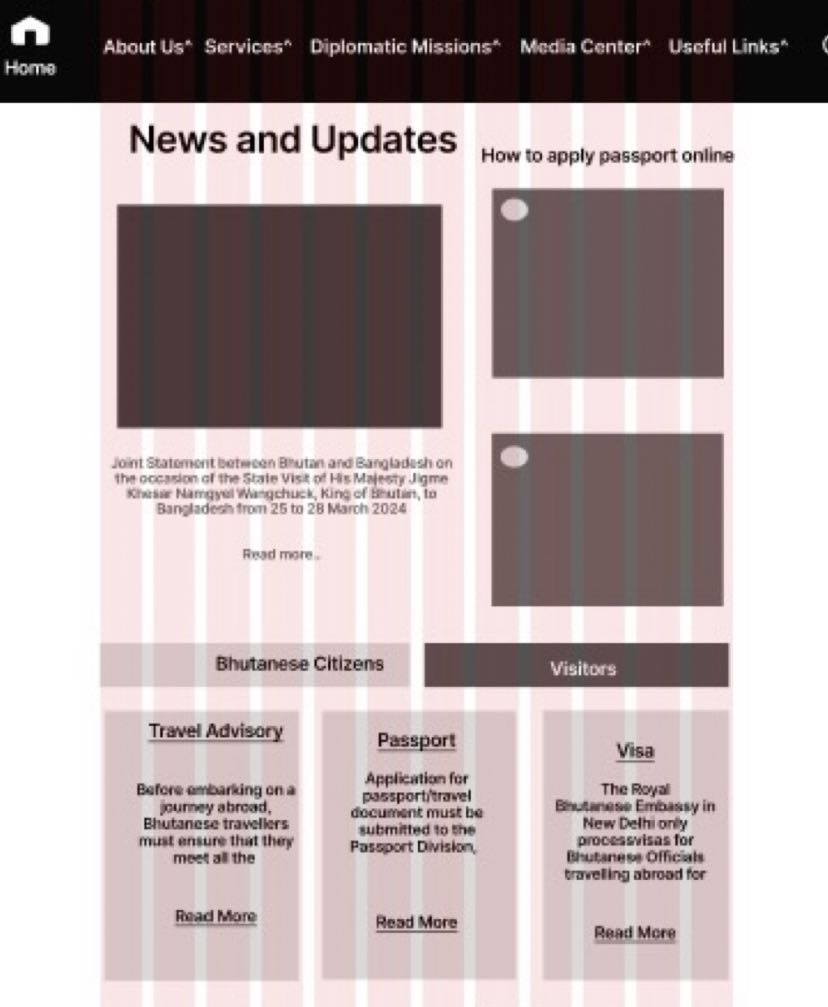 Home
About Us^ Services^ Diplomatic Missions^ Media Center^ Useful Links^
News and Updates
How to apply passport online
Joint Statement between Bhutan and Bangladesh on
the occasion of the State Visit of His Majesty Jigme
Khesar Namgyel Wangchuck, King of Bhutan, to
Bangladesh from 25 to 28 March 2024
Read more..
Bhutanese Citizens
Visitors
Travel Advisory
Before embarking on a
journey abroad,
Bhutanese travellers
must ensure that they
meet all the
Read More
Passport
Application for
passport/travel
document must be
submitted to the
Passport Division,
Read More
Visa
The Royal
Bhutanese Embassy in
New Delhi only
processvisas for
Bhutanese Officials
travelling abroad for
Read More